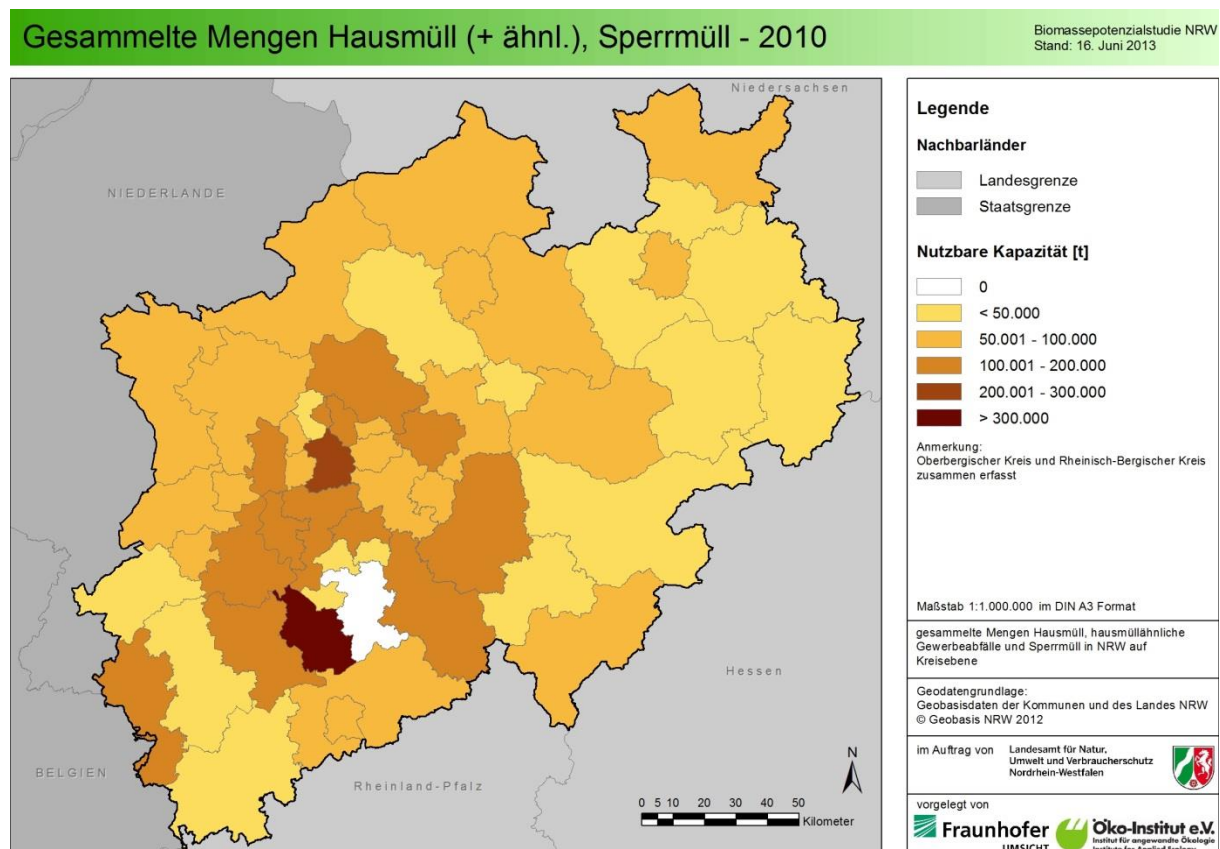 Gesammelte Mengen Hausmüll (+ ähnl.), Sperrmüll - 2010
Biomassepotenzialstudie NRW
Stand: 16. Juni 2013
Niedersachsen
NIEDERLANDE
BELGIEN
Rheinland-Pfalz
Hessen
N
0 5 10 20 30 40 50
Kilometer
Legende
Nachbarländer
Landesgrenze
Staatsgrenze
Nutzbare Kapazität [t]
0
< 50.000
50.001 - 100.000
100.001 - 200.000
200.001 - 300.000
> 300.000
Anmerkung:
Oberbergischer Kreis und Rheinisch-Bergischer Kreis
zusammen erfasst
Maßstab 1:1.000.000 im DIN A3 Format
gesammelte Mengen Hausmüll, hausmüllähnliche
Gewerbeabfälle und Sperrmüll in NRW auf
Kreisebene
Geodatengrundlage:
Geobasisdaten der Kommunen und des Landes NRW
© Geobasis NRW 2012
im Auftrag von
Landesamt für Natur,
Umwelt und Verbraucherschutz
Nordrhein-Westfalen
vorgelegt von
Fraunhofer
UMSICHT
Öko-Institut e.V.
Institut für angewandte Ökologie
Institute for Applied Ecology